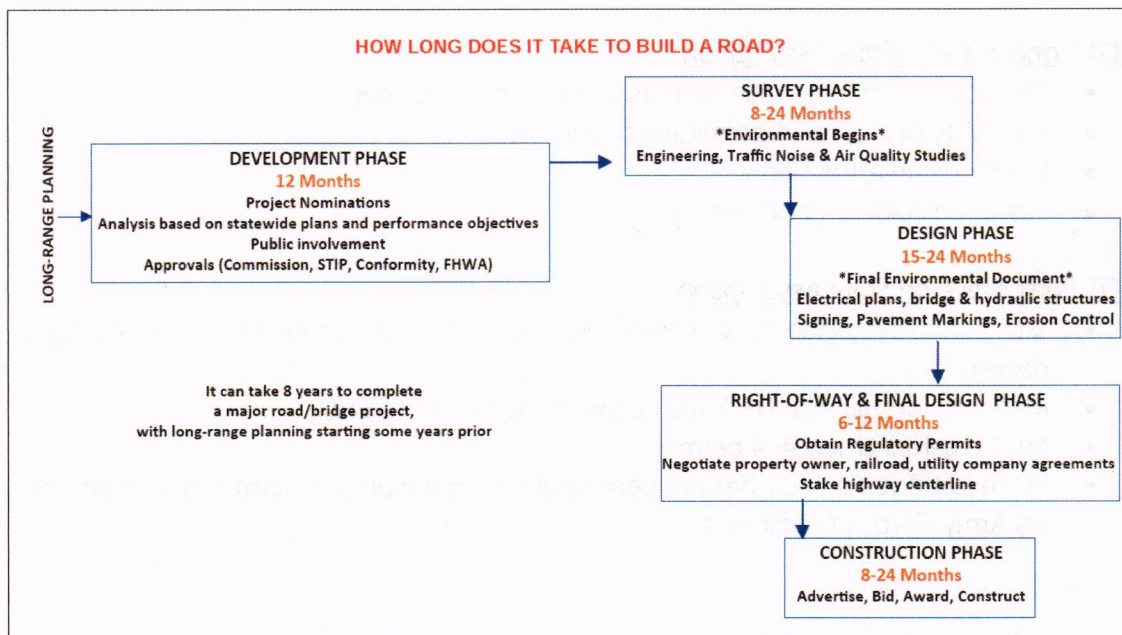 HOW LONG DOES IT TAKE TO BUILD A ROAD?
LONG-RANGE PLANNING
DEVELOPMENT PHASE
12 Months
Project Nominations
Analysis based on statewide plans and performance objectives
Public involvement
Approvals (Commission, STIP, Conformity, FHWA)
SURVEY PHASE
8-24 Months
*Environmental Begins*
Engineering, Traffic Noise & Air Quality Studies
DESIGN PHASE
15-24 Months
*Final Environmental Document*
Electrical plans, bridge & hydraulic structures
Signing, Pavement Markings, Erosion Control
It can take 8 years to complete
a major road/bridge project,
with long-range planning starting some years prior
RIGHT-OF-WAY & FINAL DESIGN PHASE
6-12 Months
Obtain Regulatory Permits
Negotiate property owner, railroad, utility company agreements
Stake highway centerline
CONSTRUCTION PHASE
8-24 Months
Advertise, Bid, Award, Construct